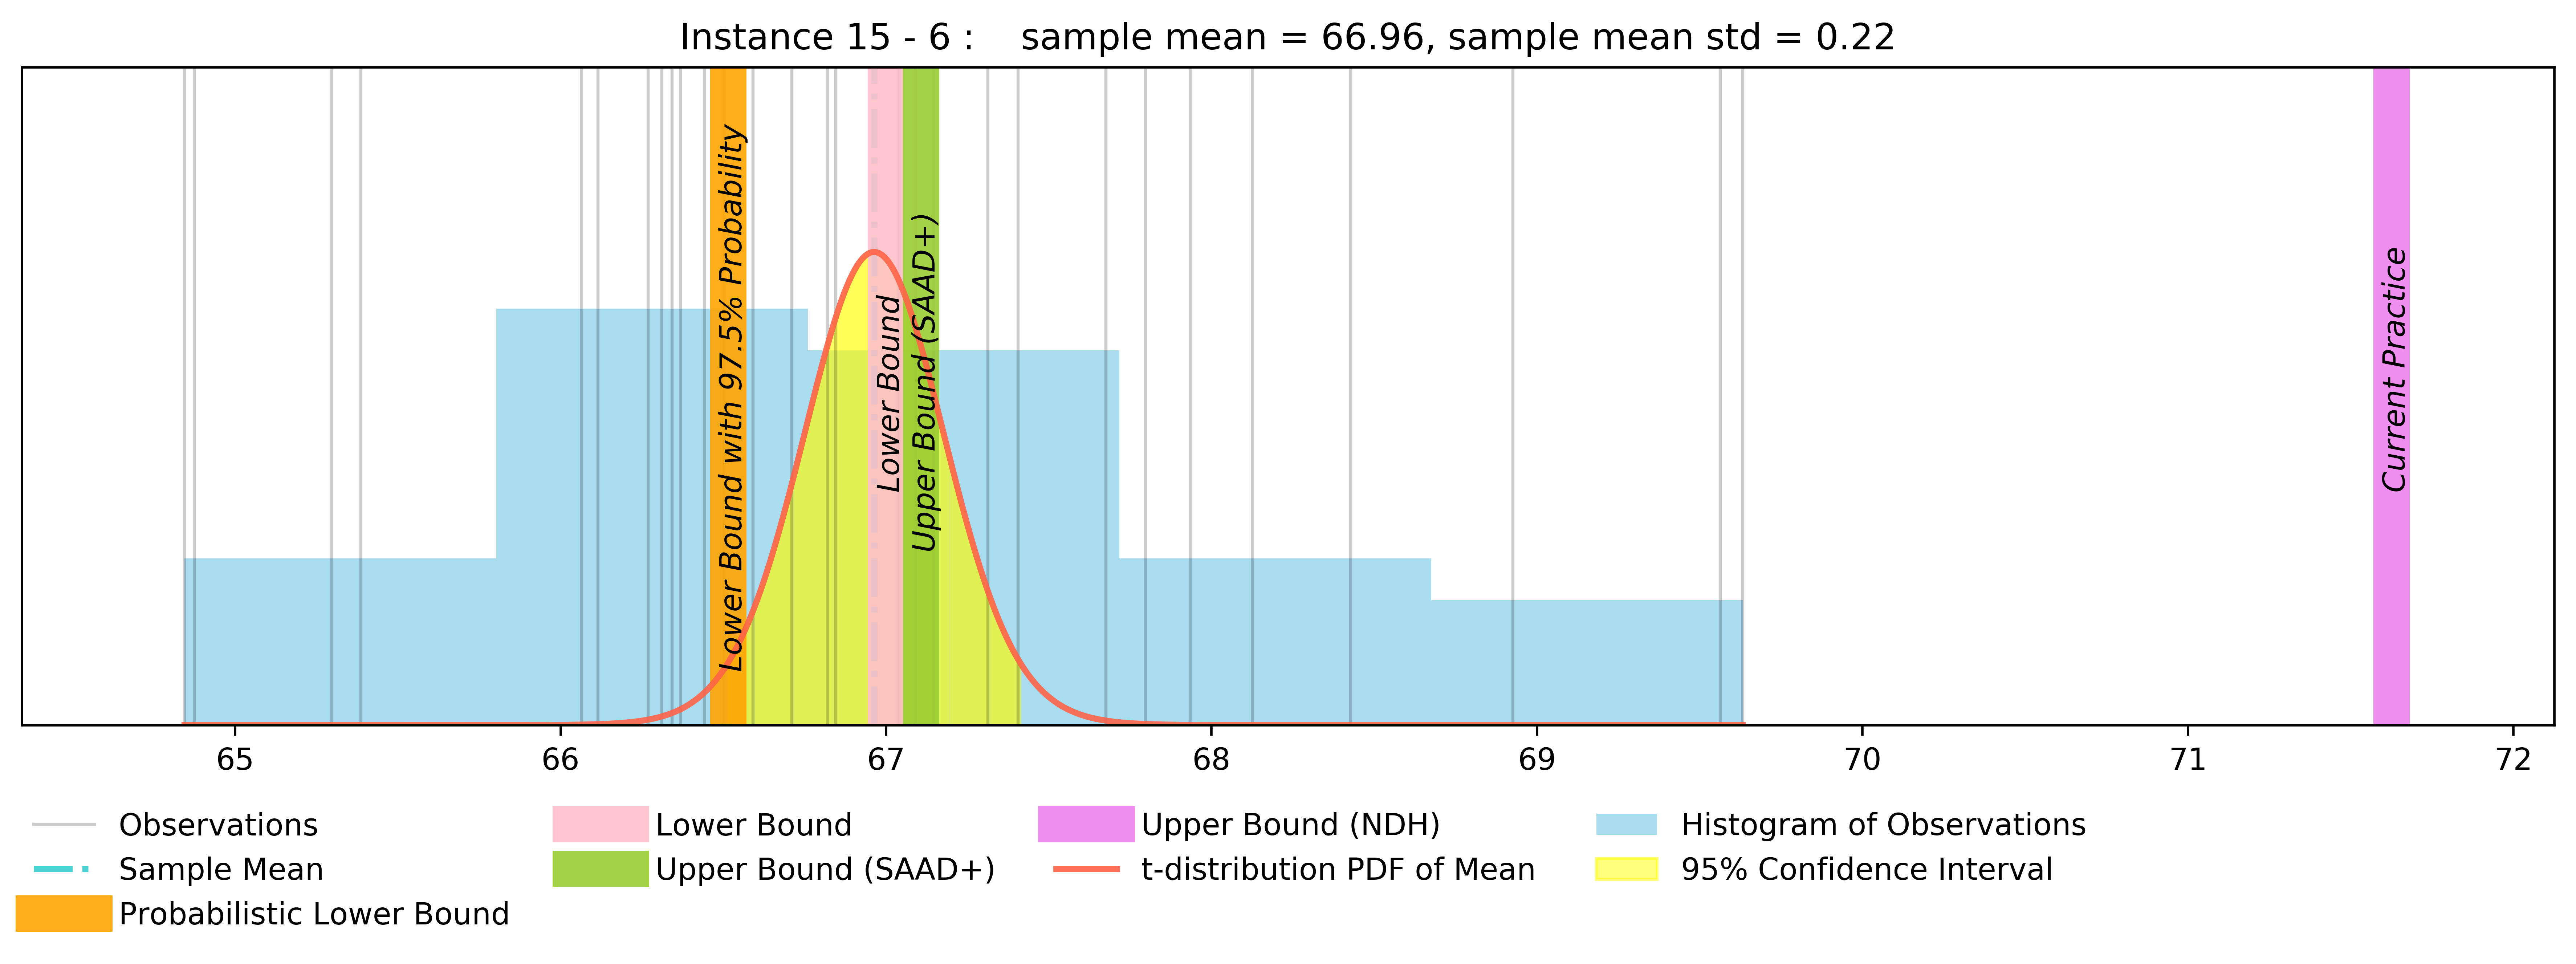 Instance 15 - 6 :    sample mean = 66.96, sample mean std = 0.22
Lower Bound with 97.5% Probability
Lower Bound
Upper Bound (SAAD+)
Current Practice
65 66 67 68 69 70 71 72
Observations
Sample Mean
Probabilistic Lower Bound
Lower Bound
Upper Bound (SAAD+)
Upper Bound (NDH)
t-distribution PDF of Mean
Histogram of Observations
95% Confidence Interval